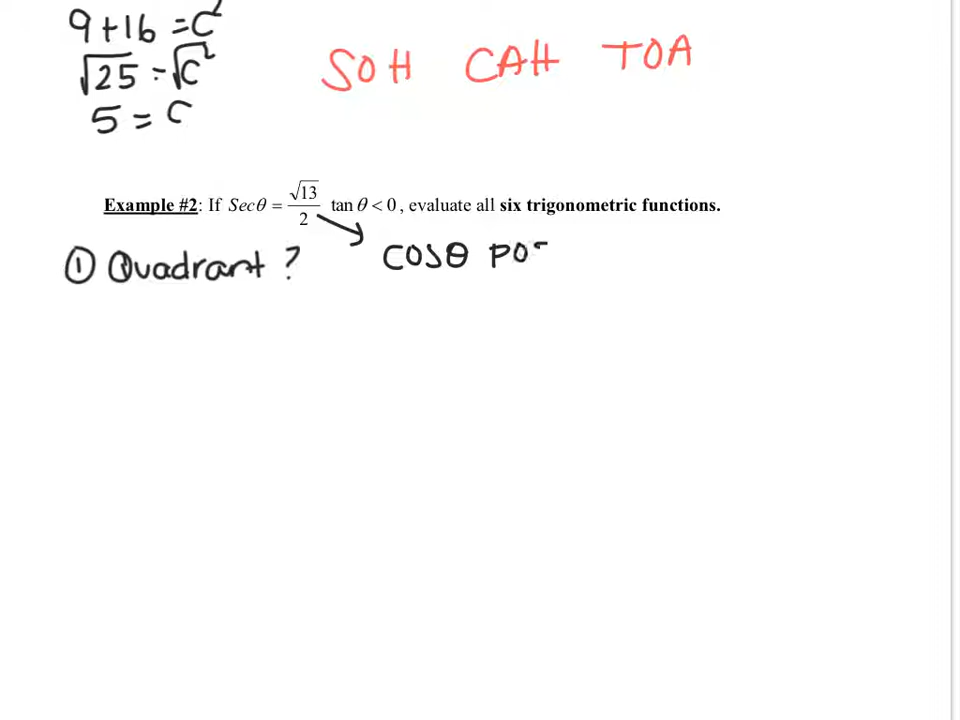 9+16 = c²
√25 = √c²
5 = c
SOH CAH TOA
Example #2: If Secθ = √13/2 tan θ < 0, evaluate all six trigonometric functions.
① Quadrant ? cosθ po